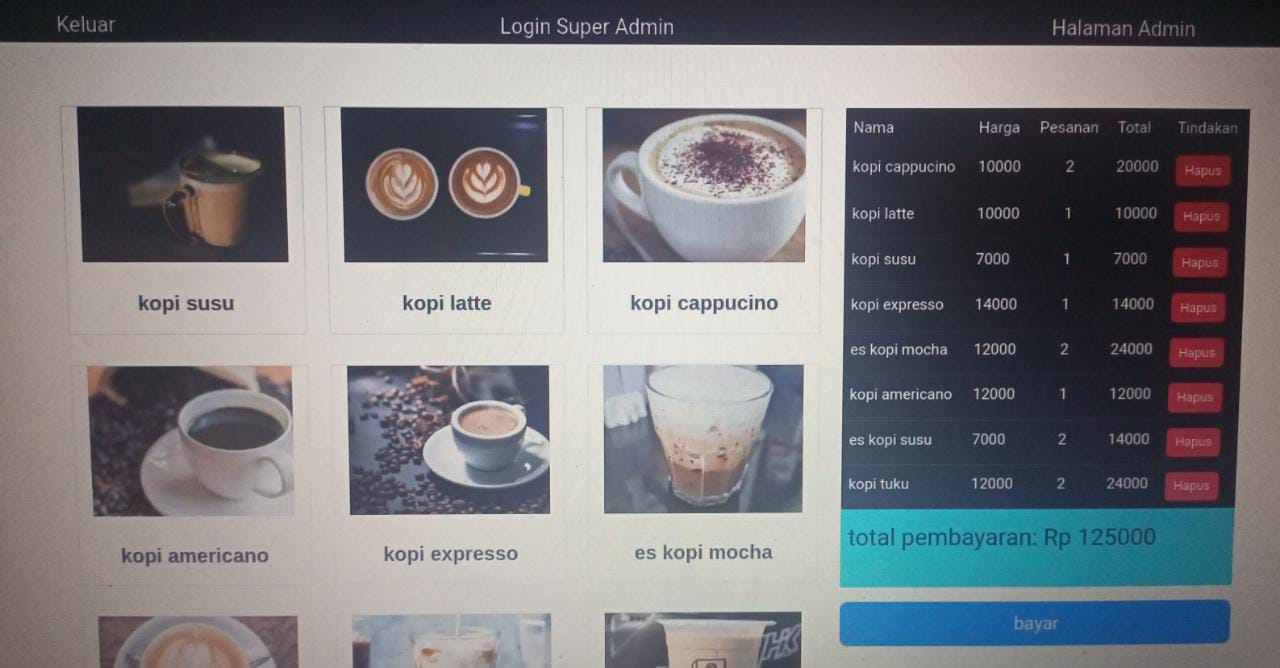 Keluar Login Super Admin Halaman Admin
kopi susu kopi latte kopi cappucino
kopi americano kopi expresso es kopi mocha
Nama Harga Pesanan Total Tindakan
kopi cappucino 10000 2 20000 Hapus
kopi latte 10000 1 10000 Hapus
kopi susu 7000 1 7000 Hapus
kopi expresso 14000 1 14000 Hapus
es kopi mocha 12000 2 24000 Hapus
kopi americano 12000 1 12000 Hapus
es kopi susu 7000 2 14000 Hapus
kopi tuku 12000 2 24000 Hapus
total pembayaran: Rp 125000
bayar